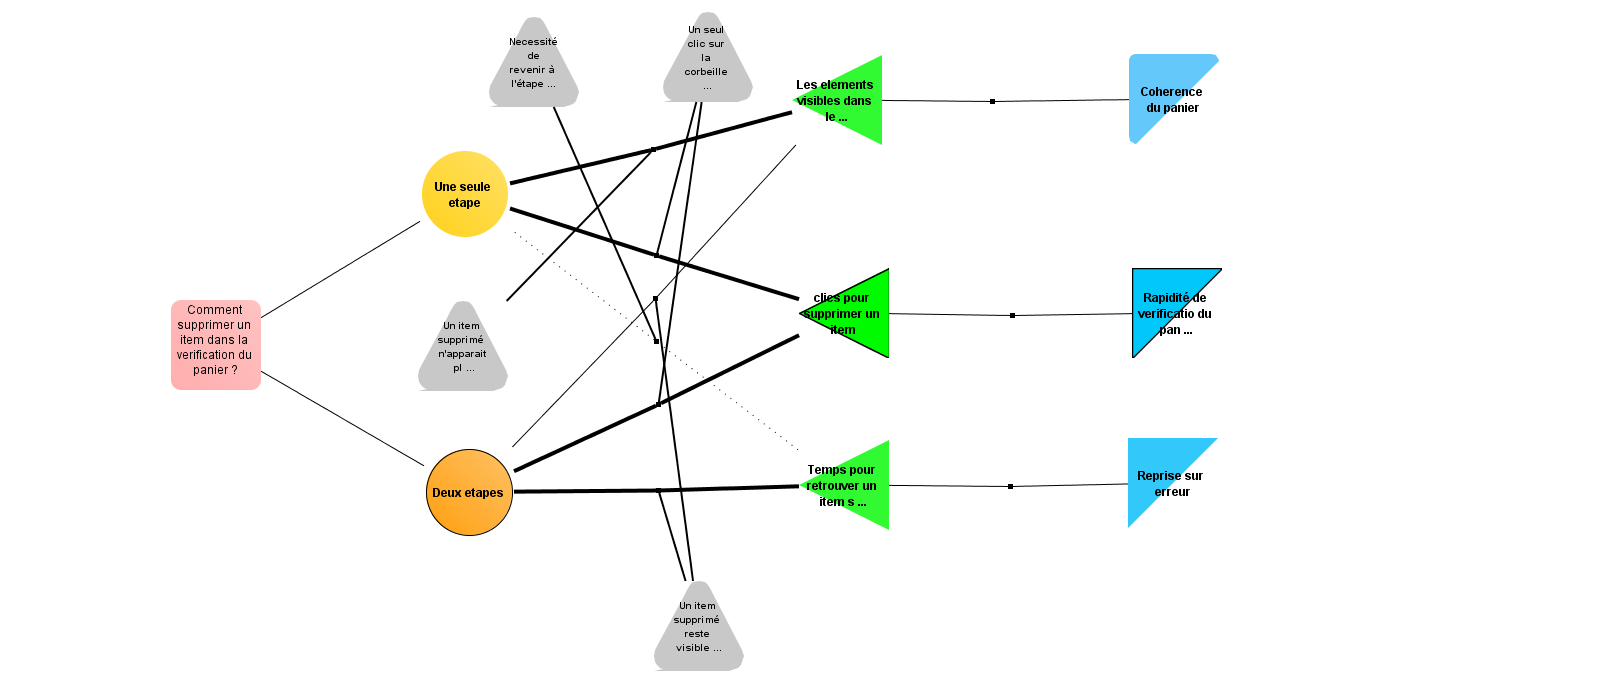 Necessité
de
revenir à
l'étape ...
Un seul
clic sur
la
corbeille
...
Les elements
visibles dans
le ...
Coherence
du panier
Une seule
etape
Comment
supprimer un
item dans la
verification du
panier ?
Un item
supprimé
n'apparait
pl ...
clics pour
supprimer un
item
Rapidité de
verificatio du
pan ...
Deux etapes
Temps pour
retrouver un
item s ...
Reprise sur
erreur
Un item
supprimé
reste
visible ...